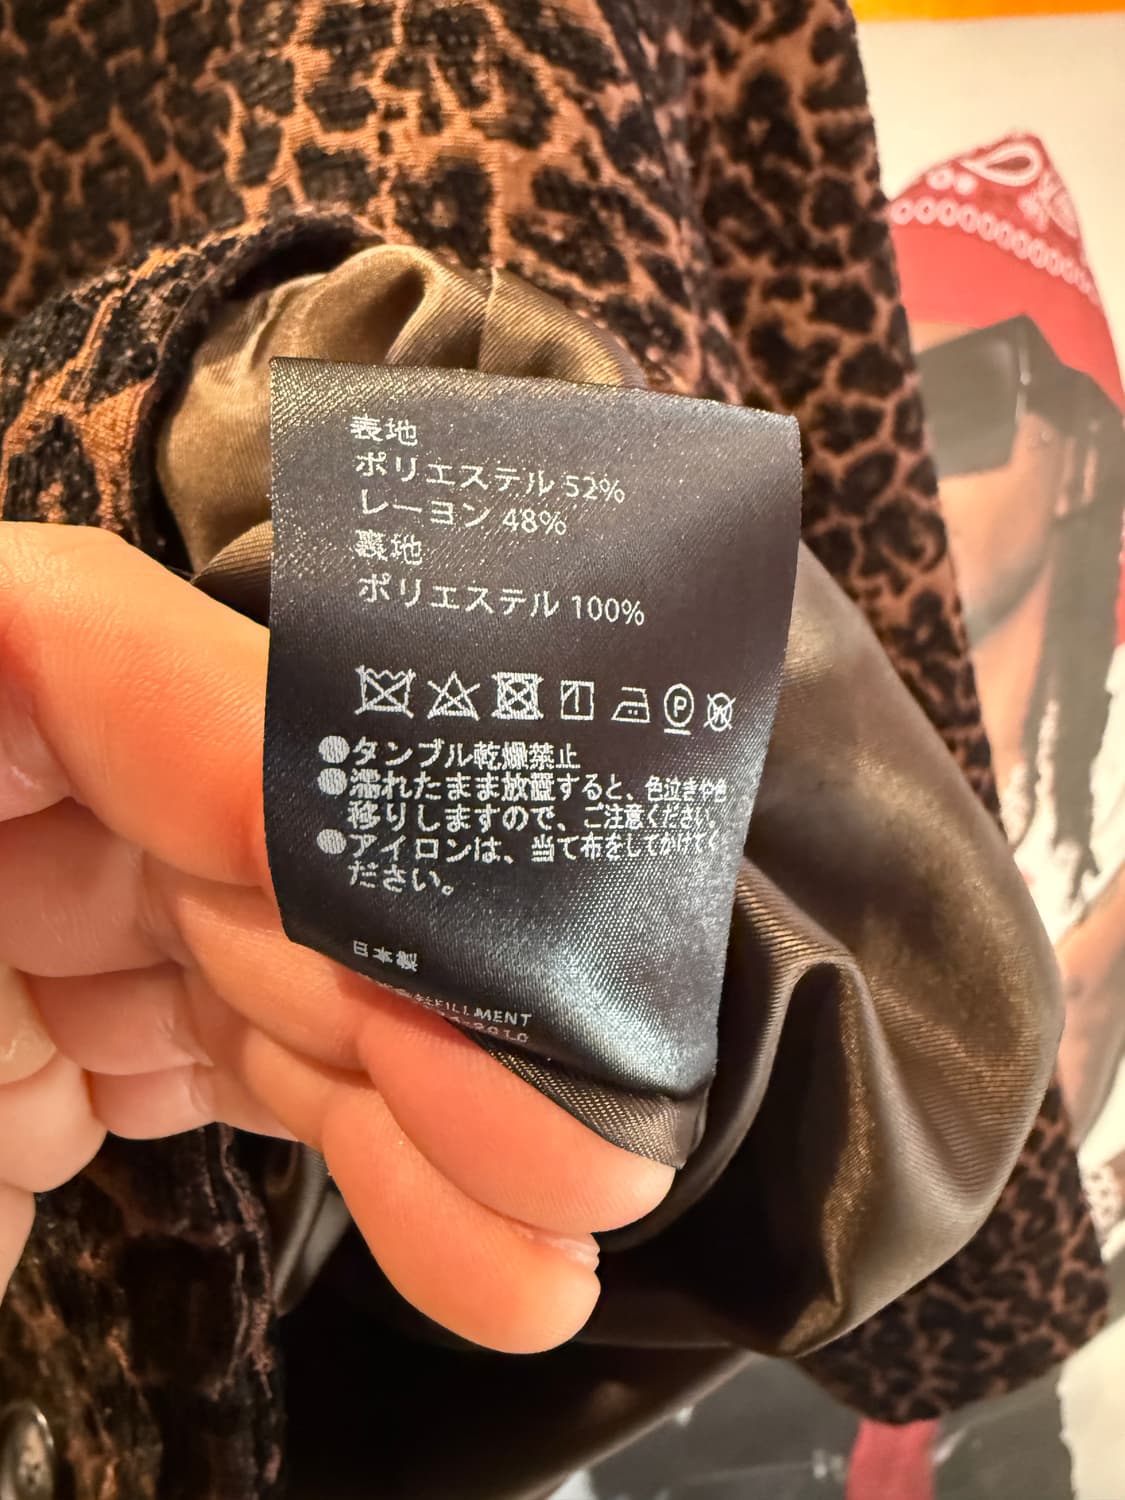 表地
ポリエステル 52%
レーヨン 48%
裏地
ポリエステル 100%
P
W
●タンブル乾燥禁止
●濡れたまま放置すると、色泣きや色
移りしますので、ご注意ください。
●アイロンは、当て布をしてかけてく
ださい。
日本製
FILLMENT